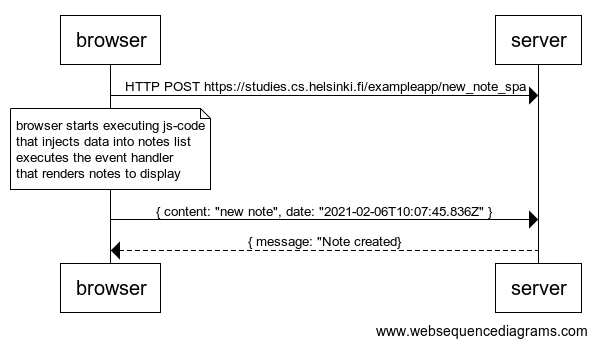 browser
server
HTTP POST https://studies.cs.helsinki.fi/exampleapp/new_note_spa
browser starts executing js-code
that injects data into notes list
executes the event handler
that renders notes to display
{ content: "new note", date: "2021-02-06T10:07:45.836Z" }
{ message: "Note created}
browser
server
www.websequencediagrams.com